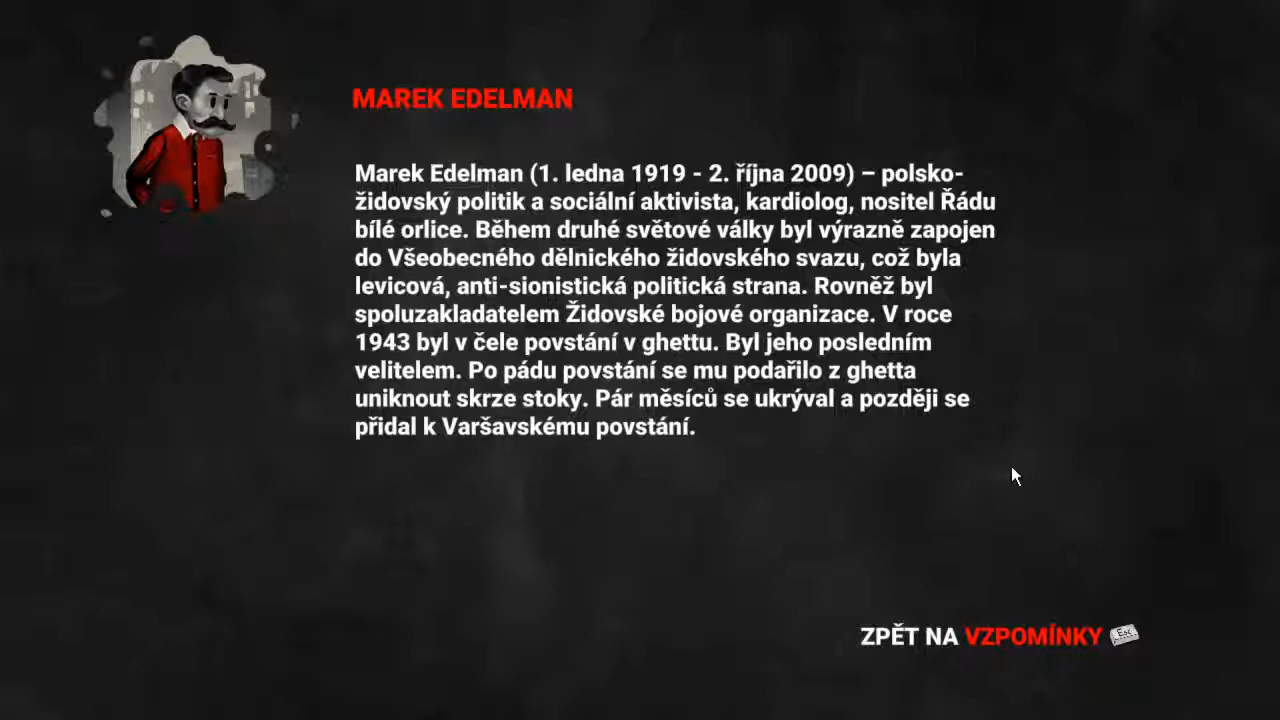 MAREK EDELMAN
Marek Edelman (1. ledna 1919 - 2. října 2009) – polsko-
židovský politik a sociální aktivista, kardiolog, nositel Řádu
bílé orlice. Během druhé světové války byl výrazně zapojen
do Všeobecného dělnického židovského svazu, což byla
levicová, anti-sionistická politická strana. Rovněž byl
spoluzakladatelem Židovské bojové organizace. V roce
1943 byl v čele povstání v ghettu. Byl jeho posledním
velitelem. Po pádu povstání se mu podařilo z ghetta
uniknout skrze stoky. Pár měsíců se ukrýval a později se
přidal k Varšavskému povstání.
ZPĚT NA VZPOMÍNKY Esc